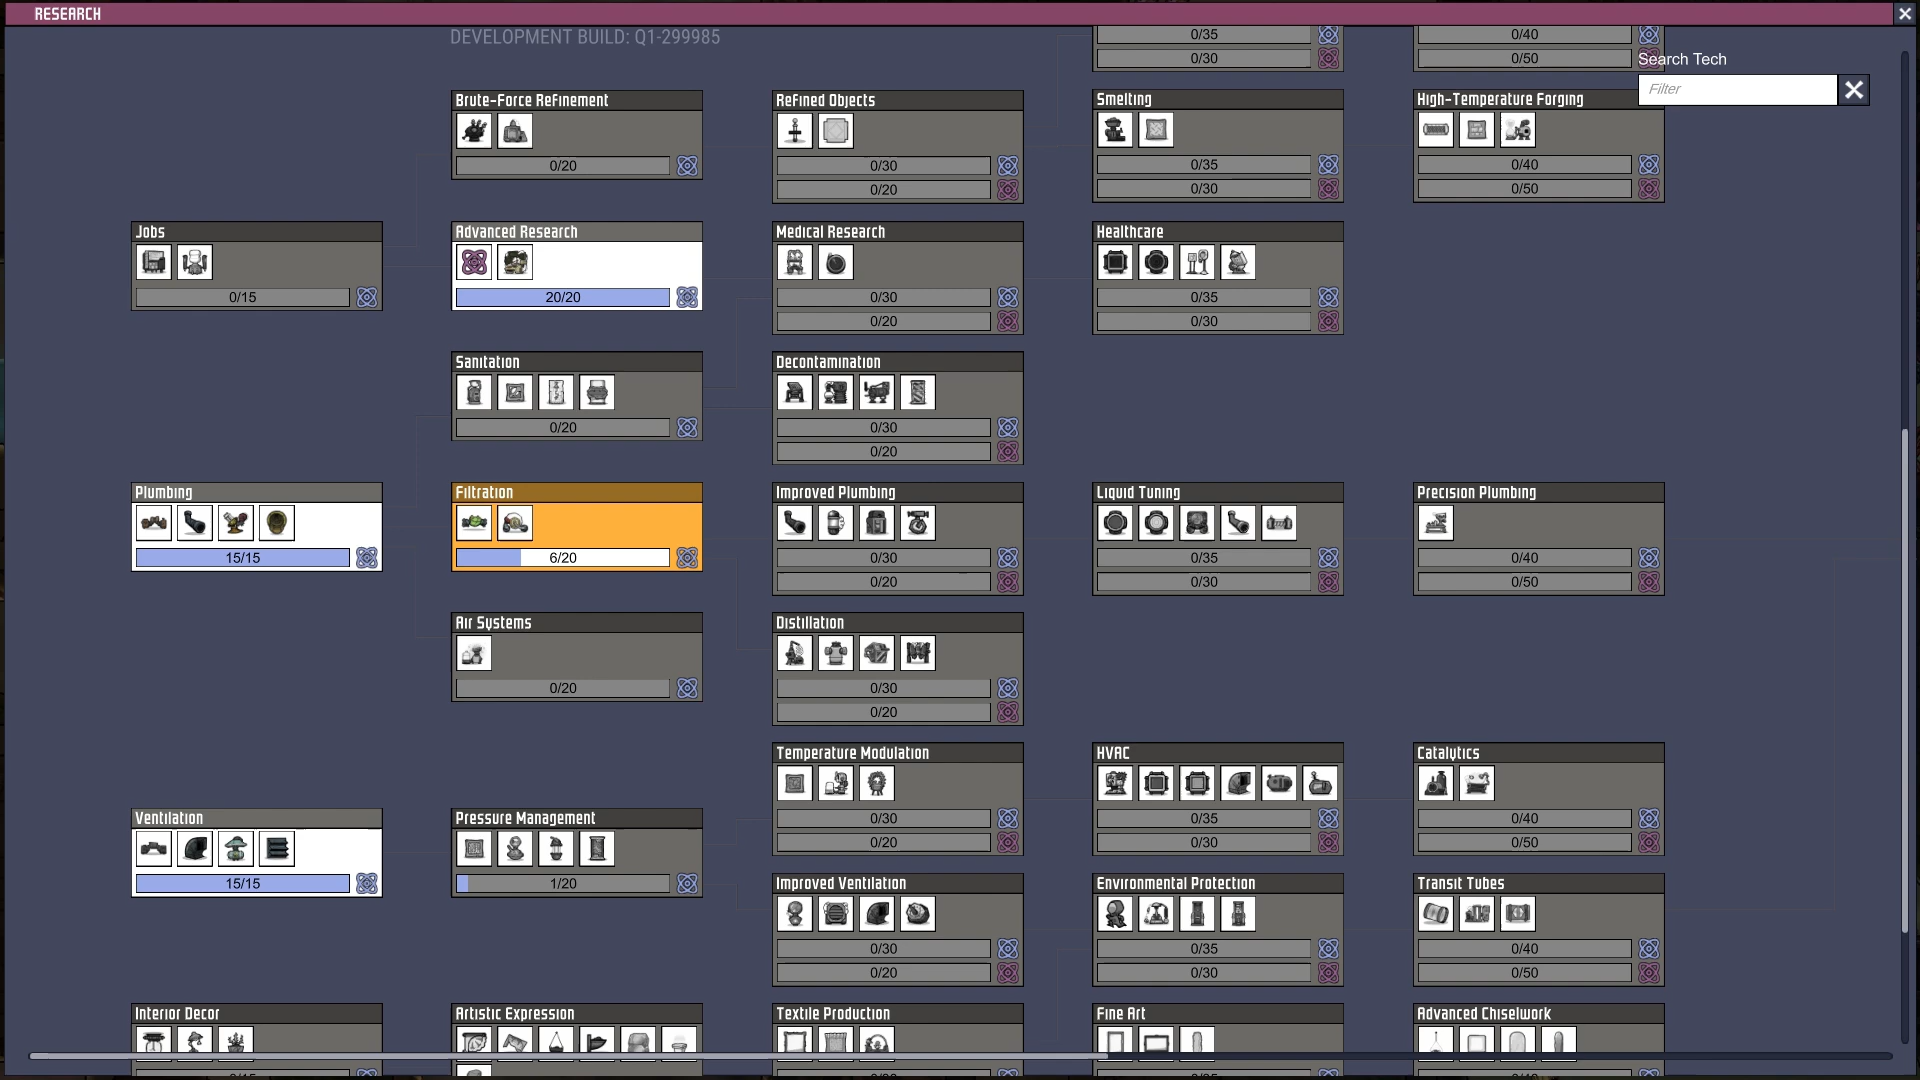 RESEARCH
DEVELOPMENT BUILD: Q1-299985
0/35
0/40
0/30
0/50
Search Tech
Filter
Brute-Force Refinement
0/20
Refined Objects
0/30
0/20
Smelting
0/35
0/30
High-Temperature Forging
0/40
0/50
Jobs
0/15
Advanced Research
20/20
Medical Research
0/30
0/20
Healthcare
0/35
0/30
Sanitation
0/20
Decontamination
0/30
0/20
Plumbing
15/15
Filtration
6/20
Improved Plumbing
0/30
0/20
Liquid Tuning
0/35
0/30
Precision Plumbing
0/40
0/50
Air Systems
0/20
Distillation
0/30
0/20
Temperature Modulation
0/30
0/20
HVAC
0/35
0/30
Catalytics
0/40
0/50
Ventilation
15/15
Pressure Management
1/20
Improved Ventilation
0/30
0/20
Environmental Protection
0/35
0/30
Transit Tubes
0/40
0/50
Interior Decor
Artistic Expression
Textile Production
Fine Art
Advanced Chiselwork